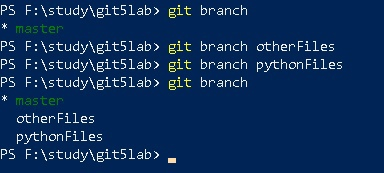 PS F:\study\git5lab> git branch
* master
PS F:\study\git5lab> git branch otherFiles
PS F:\study\git5lab> git branch pythonFiles
PS F:\study\git5lab> git branch
* master
  otherFiles
  pythonFiles
PS F:\study\git5lab>